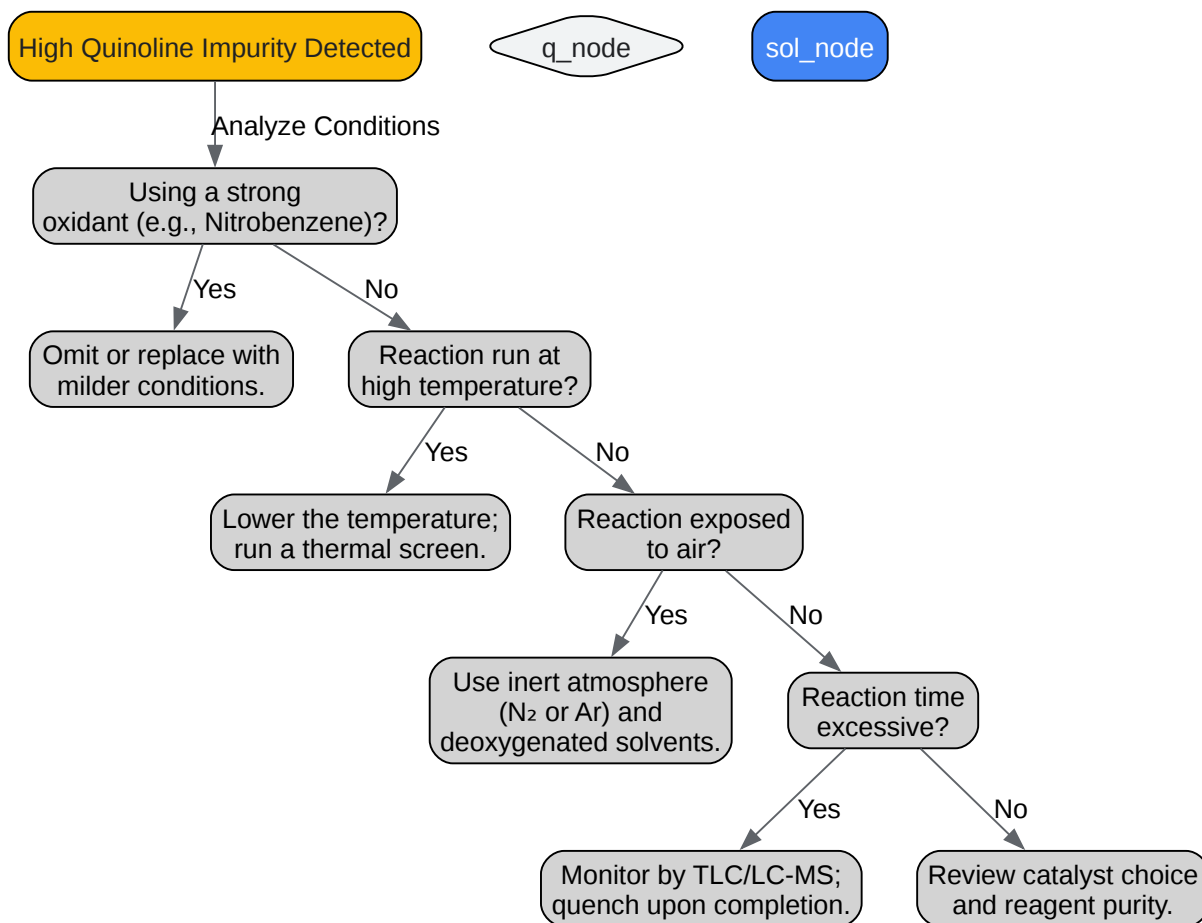 High Quinoline Impurity Detected
q_node
sol_node
Analyze Conditions
Using a strong
oxidant (e.g., Nitrobenzene)?
Yes
No
Omit or replace with
milder conditions.
Reaction run at
high temperature?
Yes
No
Lower the temperature;
run a thermal screen.
Reaction exposed
to air?
Yes
No
Use inert atmosphere
(N₂ or Ar) and
deoxygenated solvents.
Reaction time
excessive?
Yes
No
Monitor by TLC/LC-MS;
quench upon completion.
Review catalyst choice
and reagent purity.